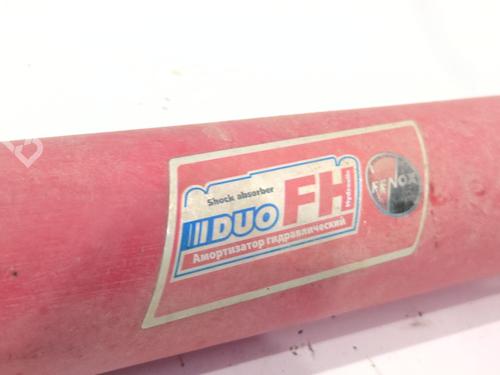 Shock absorber
DUO FH
Hydraulic
Амортизатор гидравлический
FENOX